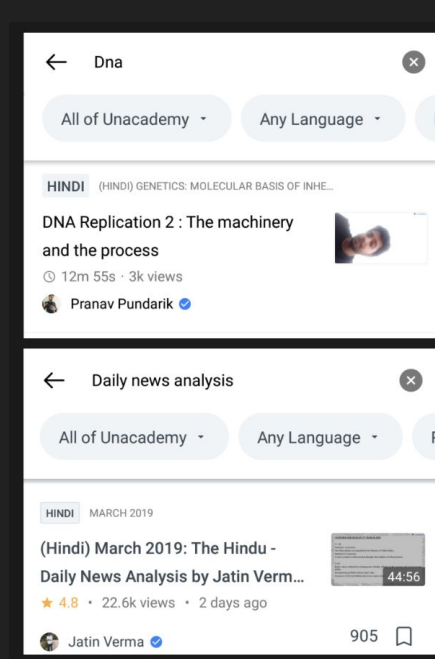 Dna
All of Unacademy
Any Language
HINDI (HINDI) GENETICS: MOLECULAR BASIS OF INHE...
DNA Replication 2 : The machinery
and the process
12m 55s · 3k views
Pranav Pundarik
Daily news analysis
All of Unacademy
Any Language
HINDI MARCH 2019
(Hindi) March 2019: The Hindu -
Daily News Analysis by Jatin Verm...
44:56
4.8 • 22.6k views • 2 days ago
Jatin Verma
905